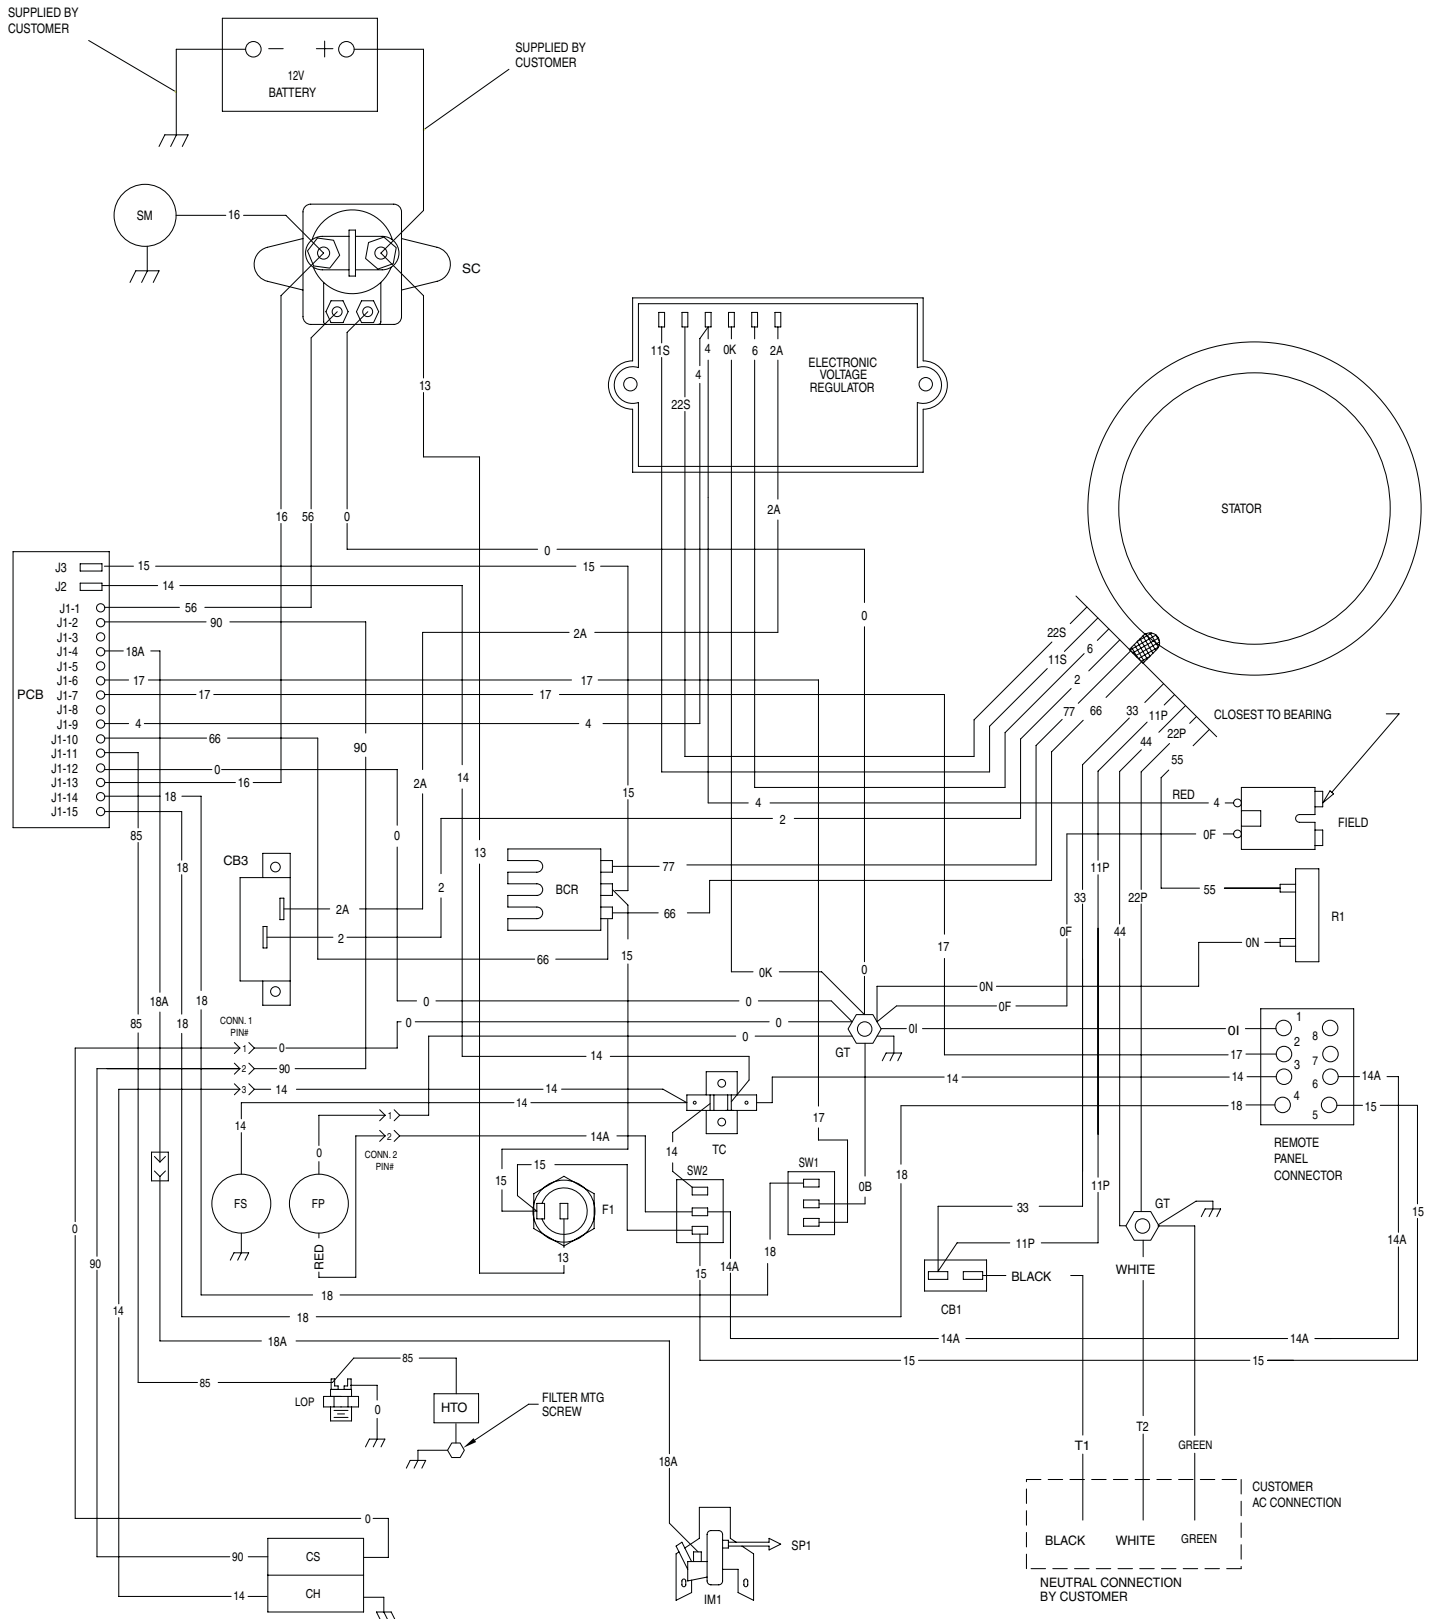 SUPPLIED BY
CUSTOMER
SUPPLIED BY
CUSTOMER
12V
BATTERY
SM
16
SC
13
11S
4
0K
6
2A
4
22S
ELECTRONIC
VOLTAGE
REGULATOR
2A
STATOR
16
56
0
0
J3
15
15
J2
14
J1-1
56
J1-2
90
J1-3
J1-4
18A
J1-5
J1-6
17
17
PCB
J1-7
17
17
J1-8
J1-9
4
4
J1-10
66
J1-11
J1-12
0
J1-13
16
J1-14
18
J1-15
0
2A
22S
11S
6
2
77
66
33
11P
44
22P
55
CLOSEST TO BEARING
90
2A
14
15
4
RED
4
FIELD
2
0F
85
0
18
13
CB3
2A
2
2
BCR
77
66
66
15
11P
33
22P
55
R1
0F
44
0N
17
0
0K
0N
0F
18A
18
85
18
0
0
CONN. 1
PIN#
1
0
0
0
0
GT
0I
0I
2
90
3
14
14
14
14
14
17
14
18
1
2
3
4
8
7
6
5
14A
15
REMOTE
PANEL
CONNECTOR
14
0
1
2
CONN. 2
PIN#
14A
TC
14
17
SW2
SW1
15
15
FS
FP
F1
0B
18
11P
GT
33
11P
15
14A
0
RED
13
15
14A
18
BLACK
WHITE
CB1
90
14
18
18
18A
14A
14A
15
15
85
85
LOP
0
HTO
FILTER MTG
SCREW
T1
T2
GREEN
18A
CUSTOMER
AC CONNECTION
0
BLACK
WHITE
GREEN
90
CS
14
CH
SP1
0
0
IM1
NEUTRAL CONNECTION
BY CUSTOMER